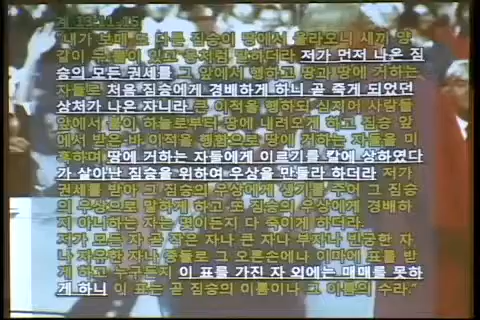 계 13:11-15
"내가 보매 또 다른 짐승이 땅에서 올라오니 새끼 양
같이 두 뿔이 있고 용처럼 말하더라 저가 먼저 나온 짐
승의 모든 권세를 그 앞에서 행하고 땅과 땅에 거하는
자들로 처음 짐승에게 경배하게 하니 곧 죽게 되었던
상처가 나은 자니라 큰 이적을 행하되 심지어 사람들
앞에서 불이 하늘로부터 땅에 내려오게 하고 짐승 앞
에서 받은 바 이적을 행함으로 땅에 거하는 자들을 미
혹하며 땅에 거하는 자들에게 이르기를 칼에 상하였다
가 살아난 짐승을 위하여 우상을 만들라 하더라 저가
권세를 받아 그 짐승의 우상에게 생기를 주어 그 짐승
의 우상으로 말하게 하고 또 짐승의 우상에게 경배하
지 아니하는 자는 몇이든지 다 죽이게 하더라.
저가 모든 자 곧 작은 자나 큰 자나 부자나 빈궁한 자
나 자유한 자나 종들로 그 오른손에나 이마에 표를 받
게 하고 누구든지 이 표를 가진 자 외에는 매매를 못하
게 하니 이 표는 곧 짐승의 이름이나 그 이름의 수라."